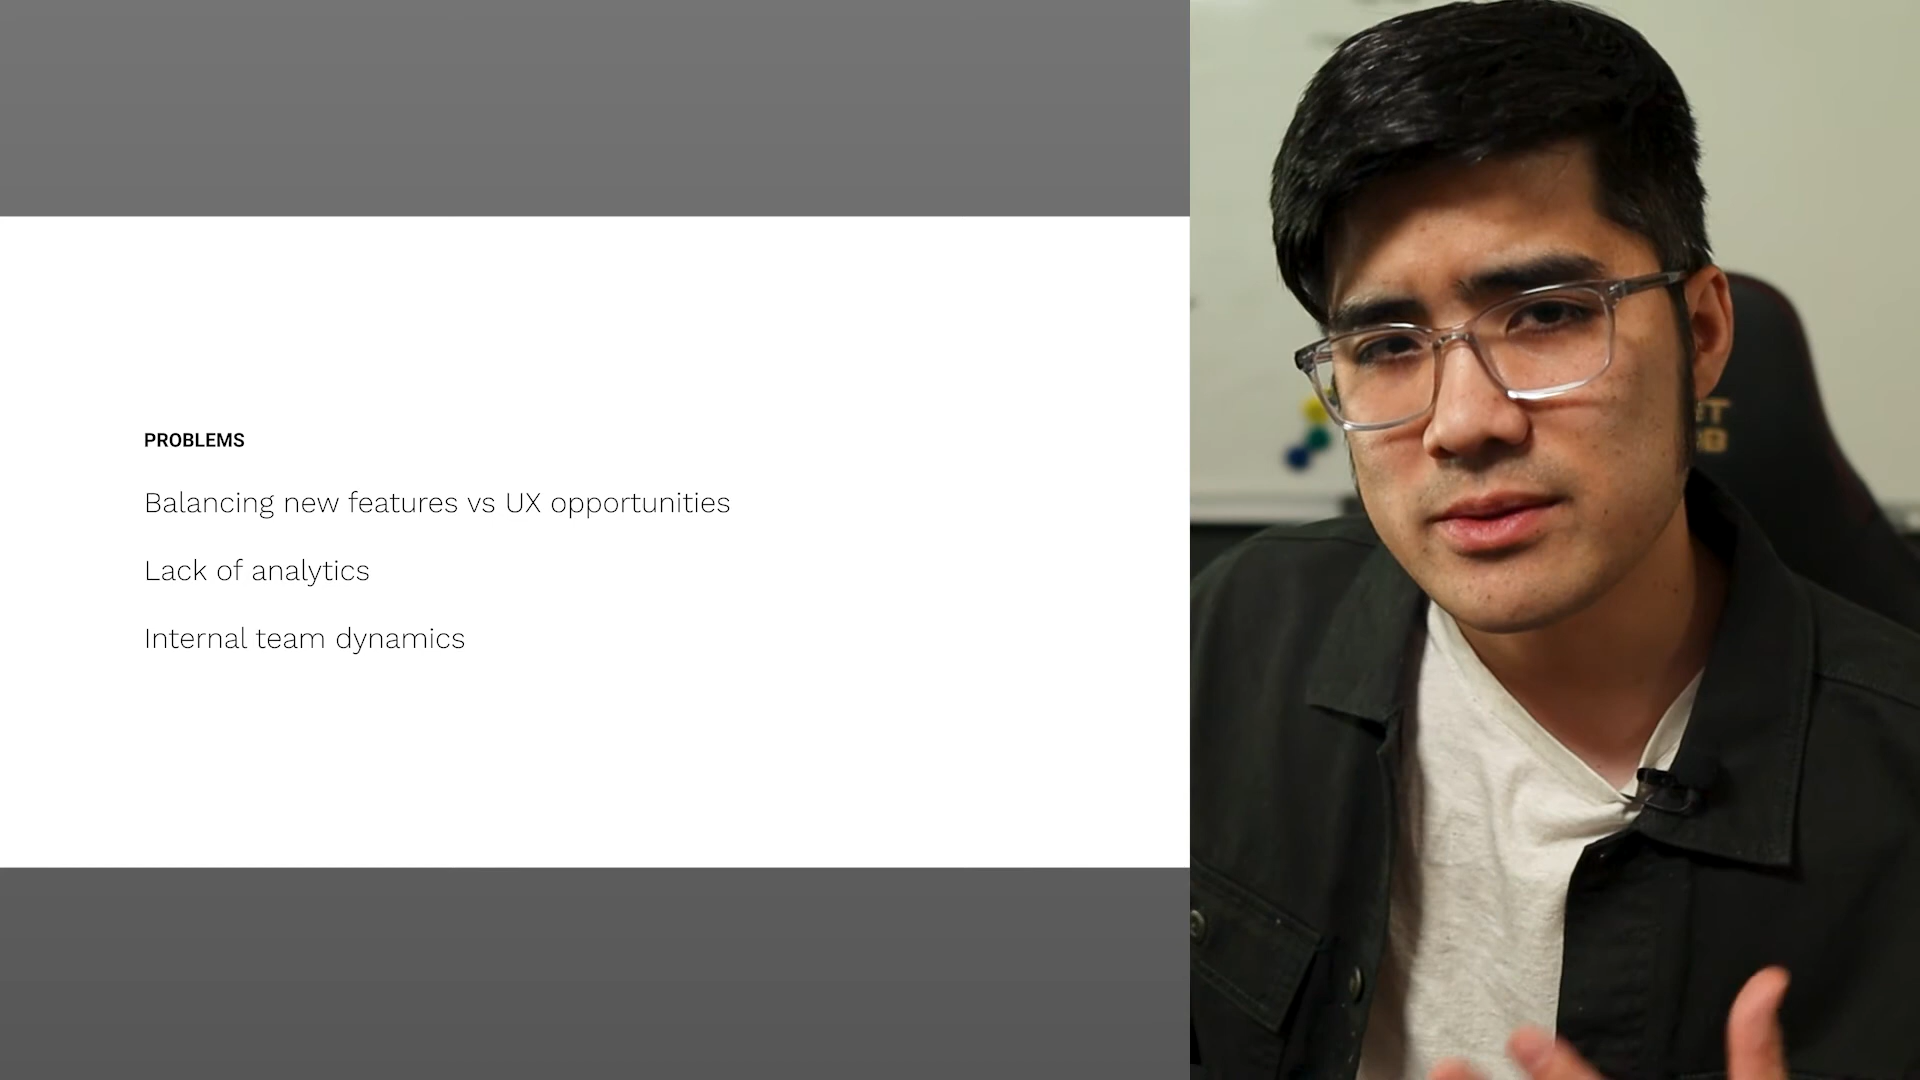 PROBLEMS
Balancing new features vs UX opportunities
Lack of analytics
Internal team dynamics